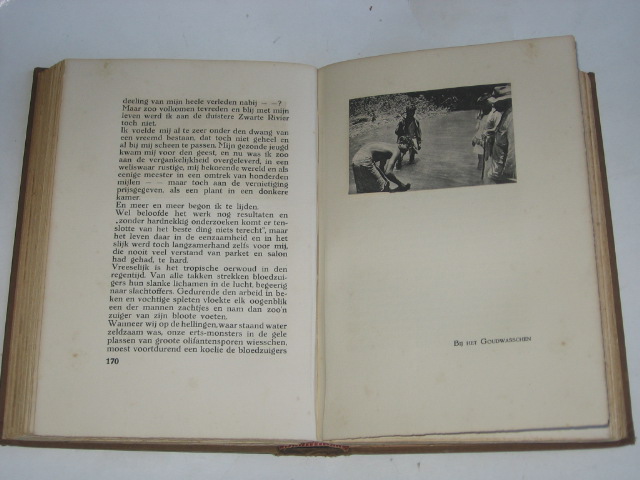 deeling van mijn heele verleden nabij — —?
Maar zoo volkomen tevreden en blij met mijn
leven werd ik aan de duistere Zwarte Rivier
toch niet.
Ik voelde mij al te zeer onder den dwang van
een vreemd bestaan, dat toch niet geheel en
al bij mij scheen te passen. Mijn gezonde jeugd
kwam mij voor den geest, en nu was ik zoo
aan de vergankelijkheid overgeleverd, in een
weliswaar rustige, mij bekorende wereld en als
eenige meester in een omtrek van honderden
mijlen — — maar toch aan de vernietiging
prijsgegeven, als een plant in een donkere
kamer.
En meer en meer begon ik te lijden.
Wel beloofde het werk nog resultaten en
„zonder hardnekkig onderzoeken komt er ten-
slotte van het beste ding niets terecht", maar
het leven daar in de eenzaamheid en in het
slijk werd toch langzamerhand zelfs voor mij,
die nooit veel verstand van parket en salon
had gehad, te hard.
Vreeselijk is het tropische oerwoud in den
regentijd. Van alle takken strekken bloedzui-
gers hun slanke lichamen in de lucht, begeerig
naar slachtoffers. Gedurende den arbeid in be-
ken en vochtige spleten vloekte elk oogenblik
een der mannen zachtjes en nam dan zoo'n
zuiger van zijn bloote voeten.
Wanneer wij op de hellingen, waar staand water
zeldzaam was, onze erts-monsters in de gele
plassen van groote olifantensporen wieschen,
moest voortdurend een koelie de bloedzuigers
170
Bij het Goudwasschen